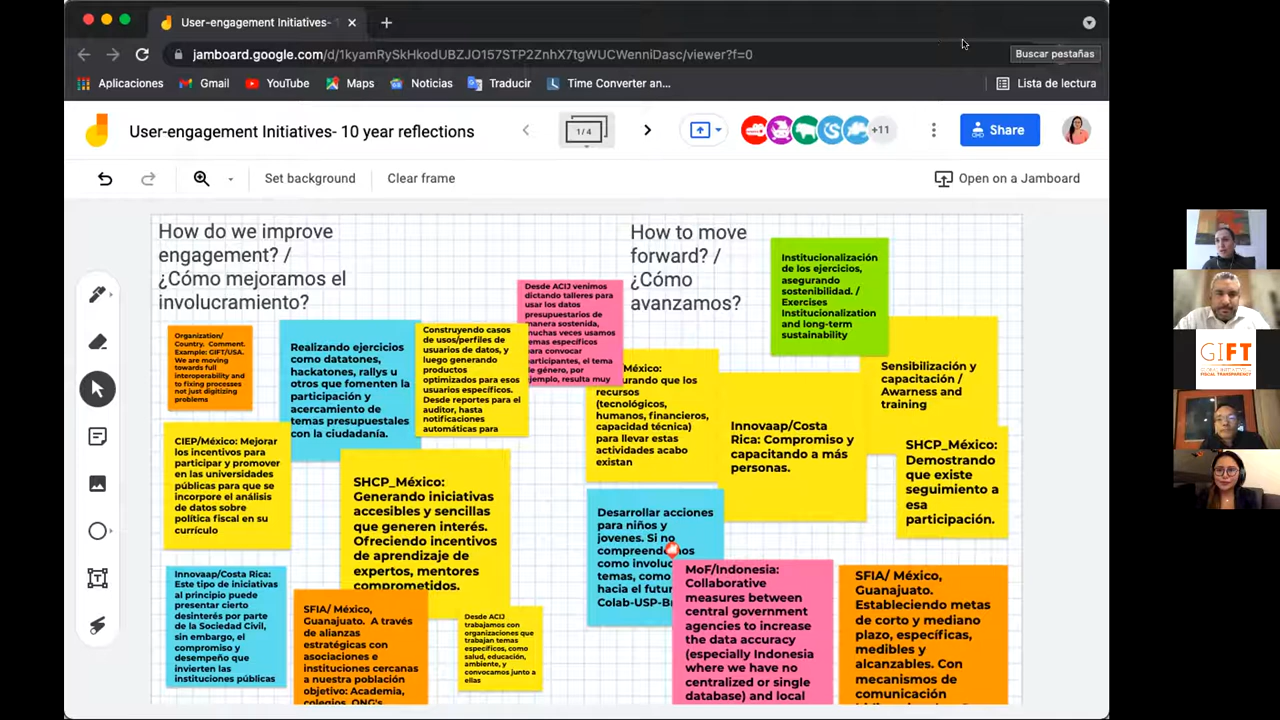 User-engagement Initiatives- 1
jamboard.google.com/d/1kyamRySkHkodUBZJO157STP2ZnhX7tgWUCWenniDasc/viewer?f=0
Buscar pestañas
Aplicaciones
Gmail
YouTube
Maps
Noticias
Traducir
Time Converter an...
Lista de lectura
User-engagement Initiatives- 10 year reflections
1/4
+11
Share
Set background
Clear frame
Open on a Jamboard
How do we improve
engagement? /
¿Cómo mejoramos el
involucramiento?
Organization/
Country. Comment.
Example: GIFT/USA.
We are moving
towards full
interoperability and
to fixing processes
not just digitizing
problems
Realizando ejercicios
como datatones,
hackatones, rallys u
otros que fomenten la
participación y
acercamiento de
temas presupuestales
con la ciudadanía.
Construyendo casos
de usos/perfiles de
usuarios de datos, y
luego generando
productos
optimizados para esos
usuarios específicos.
Desde reportes para el
auditor, hasta
notificaciones
automáticas para
Desde ACIJ venimos
dictando talleres para
usar los datos
presupuestarios de
manera sostenida,
muchas veces usamos
temas específicos
para convocar
participantes, el tema
de género, por
ejemplo, resulta muy
CIEP/México: Mejorar
los incentivos para
participar y promover
en las universidades
públicas para que se
incorpore el análisis
de datos sobre
política fiscal en su
currículo
SHCP_México:
Generando iniciativas
accesibles y sencillas
que generen interés.
Ofreciendo incentivos
de aprendizaje de
expertos, mentores
comprometidos.
Innovaap/Costa Rica:
Este tipo de iniciativas
al principio puede
presentar cierto
desinterés por parte
de la Sociedad Civil,
sin embargo, el
compromiso y
desempeño que
invierten las
instituciones públicas
SFIA/ México,
Guanajuato. A través
de alianzas
estratégicas con
asociaciones e
instituciones cercanas
a nuestra población
objetivo: Academia,
colegios, ONG's
Desde ACIJ
trabajamos con
organizaciones que
trabajan temas
específicos, como
salud, educación,
ambiente, y
convocamos junto a
ellas
How to move
forward? /
¿Cómo
avanzamos?
Institucionalización
de los ejercicios,
asegurando
sostenibilidad. /
Exercises
Institutionalization
and long-term
sustainability
México:
urando que los
recursos
(tecnológicos,
humanos, financieros,
capacidad técnica)
para llevar estas
actividades acabo
existan
Innovaap/Costa
Rica: Compromiso y
capacitando a más
personas.
Sensibilización y
capacitación /
Awarness and
training
SHCP_México:
Demostrando
que existe
seguimiento a
esa
participación.
Desarrollar acciones
para niños y
jovenes. Si no
como
temas, como
hacia el
Colab-USP-
MoF/Indonesia:
Collaborative
measures between
central government
agencies to increase
the data accuracy
(especially Indonesia
where we have no
centralized or single
database) and local
SFIA/ México,
Guanajuato.
Estableciendo metas
de corto y mediano
plazo, específicas,
medibles y
alcanzables. Con
mecanismos de
comunicación
GIFT
GLOBAL INITIATIVE
FISCAL TRANSPARENCY